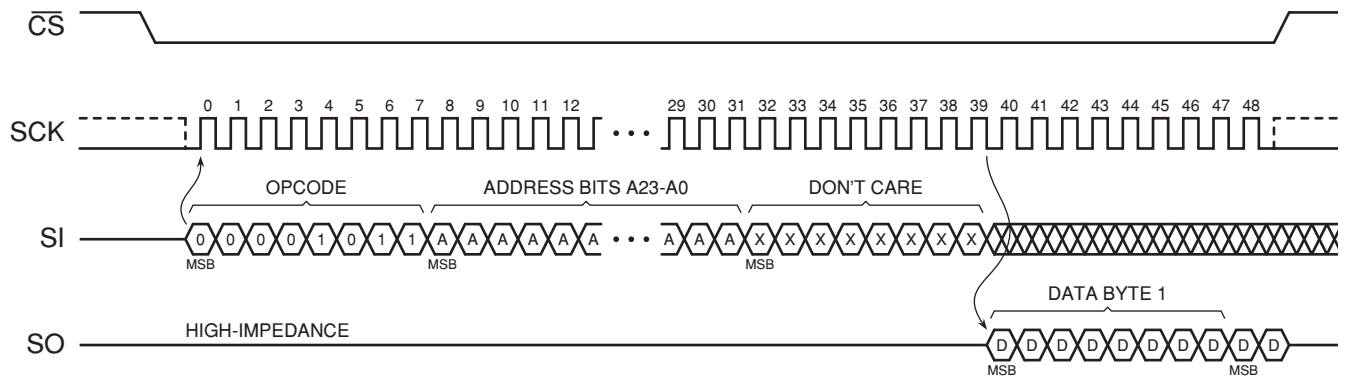 CS
0 1 2 3 4 5 6 7 8 9 10 11 12 29 30 31 32 33 34 35 36 37 38 39 40 41 42 43 44 45 46 47 48
SCK
OPCODE ADDRESS BITS A23-A0 DON'T CARE
SI 0 0 0 0 1 0 1 1 A A A A A A A A A X X X X X X X X
MSB MSB MSB
DATA BYTE 1
HIGH-IMPEDANCE
SO D D D D D D D D D D
MSB MSB